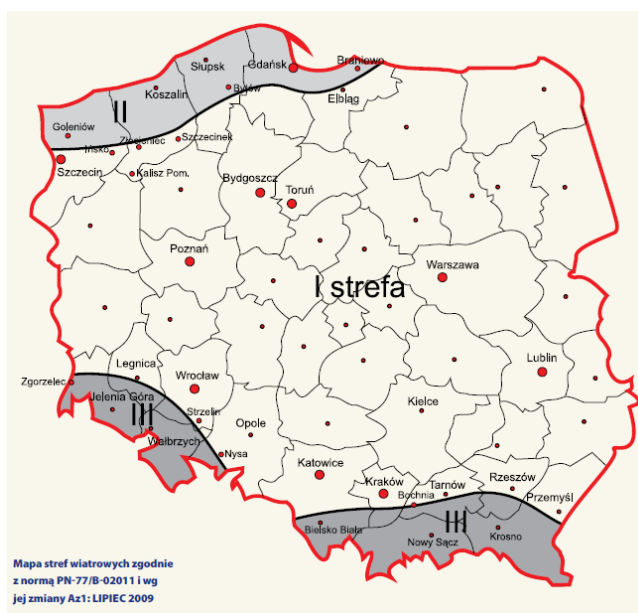 Słupsk
Gdańsk
Braniewo
Koszalin
Bytów
Elbląg
II
Goleniów
Złocieniec
Szczecinek
Ińsko
Szczecin
Kalisz Pom.
Bydgoszcz
Toruń
Poznań
Warszawa
I strefa
Legnica
Zgorzelec
Wrocław
Lublin
Jelenia Góra
III
Strzelin
Kielce
Wałbrzych
Opole
Nysa
Katowice
Kraków
Tarnów
Rzeszów
Bochnia
Przemyśl
III
Bielsko Biała
Nowy Sącz
Krosno
Mapa stref wiatrowych zgodnie
z normą PN-77/B-02011 i wg
jej zmiany Az1: LIPIEC 2009